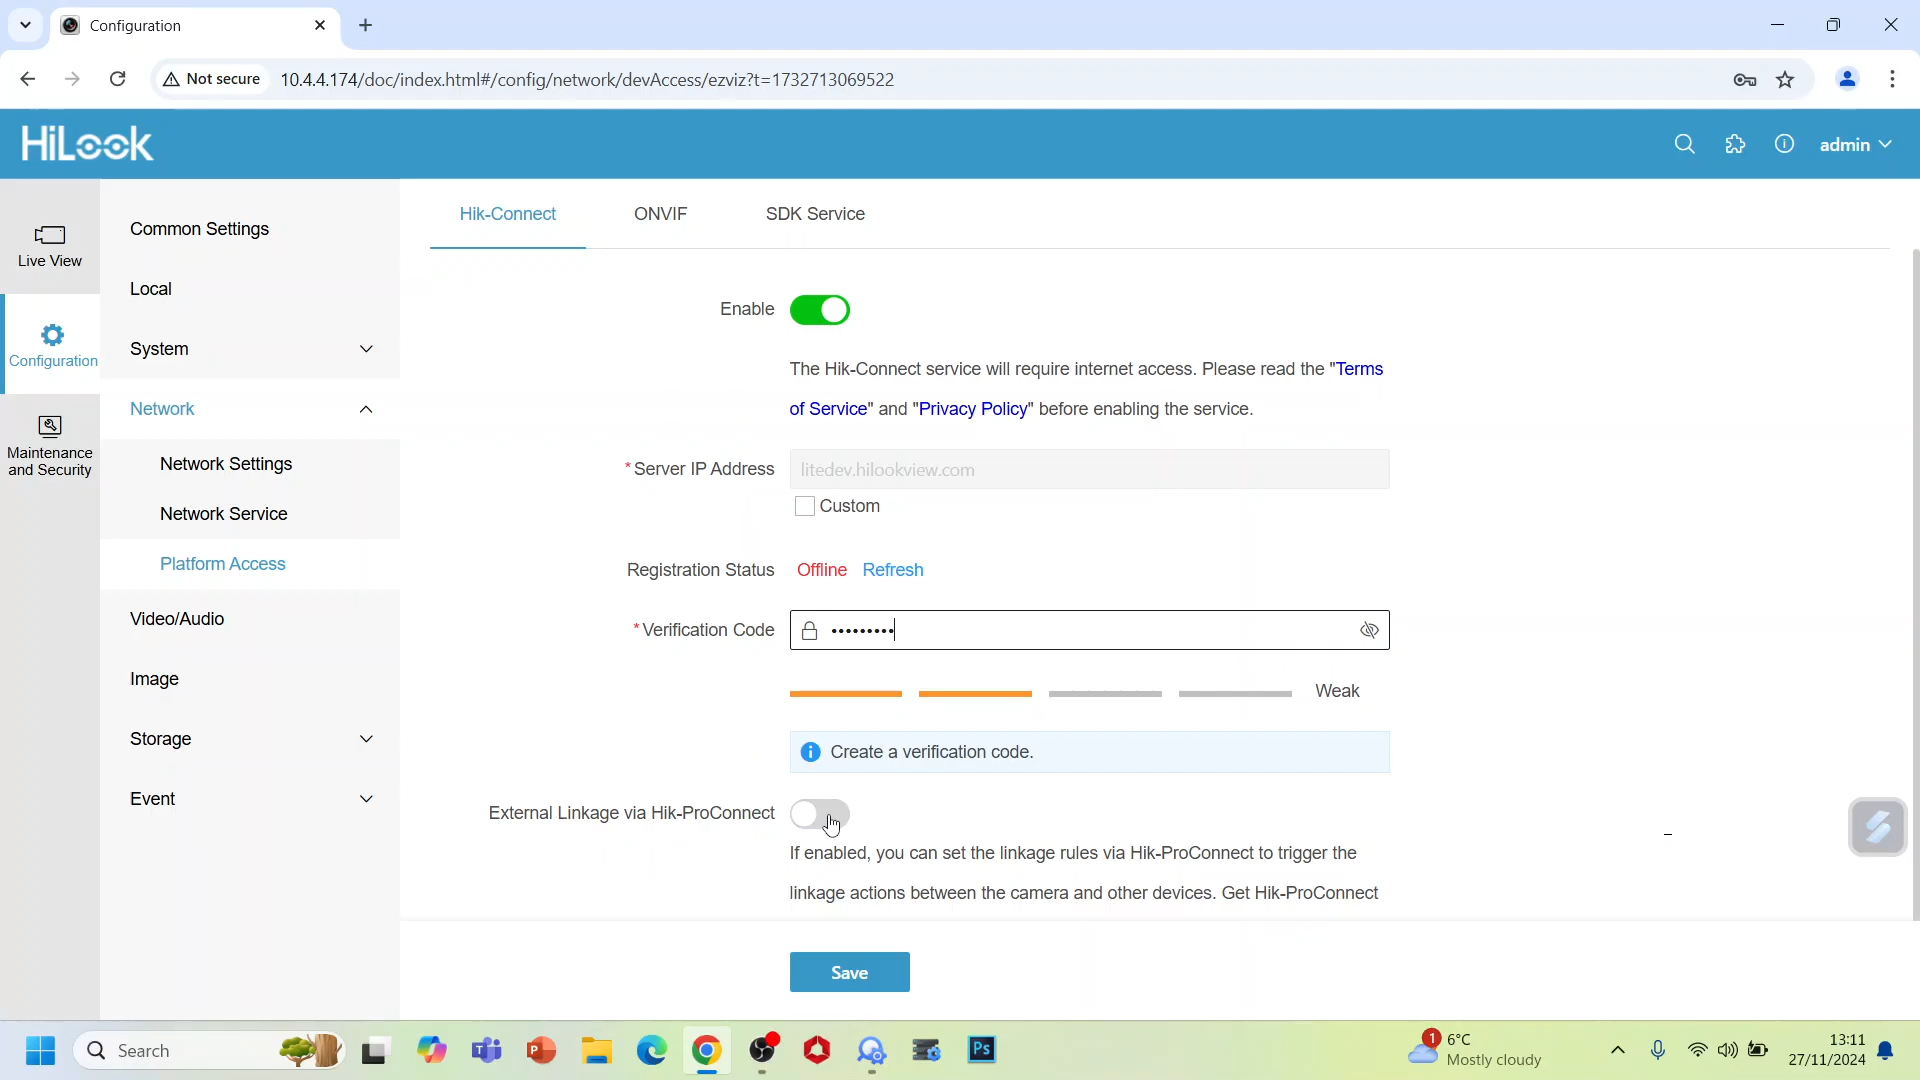 Configuration
Not secure
10.4.4.174/doc/index.html#/config/network/devAccess/ezviz?t=1732713069522
HiLook
admin
Live View
Configuration
Maintenance
and Security
Common Settings
Local
System
Network
Network Settings
Network Service
Platform Access
Video/Audio
Image
Storage
Event
Hik-Connect
ONVIF
SDK Service
Enable
The Hik-Connect service will require internet access. Please read the "Terms
of Service" and "Privacy Policy" before enabling the service.
*Server IP Address
litedev.hilookview.com
Custom
Registration Status
Offline
Refresh
*Verification Code
•••••••••
Weak
Create a verification code.
External Linkage via Hik-ProConnect
If enabled, you can set the linkage rules via Hik-ProConnect to trigger the
linkage actions between the camera and other devices. Get Hik-ProConnect
Save
Search
Ps
1
6°C
Mostly cloudy
13:11
27/11/2024